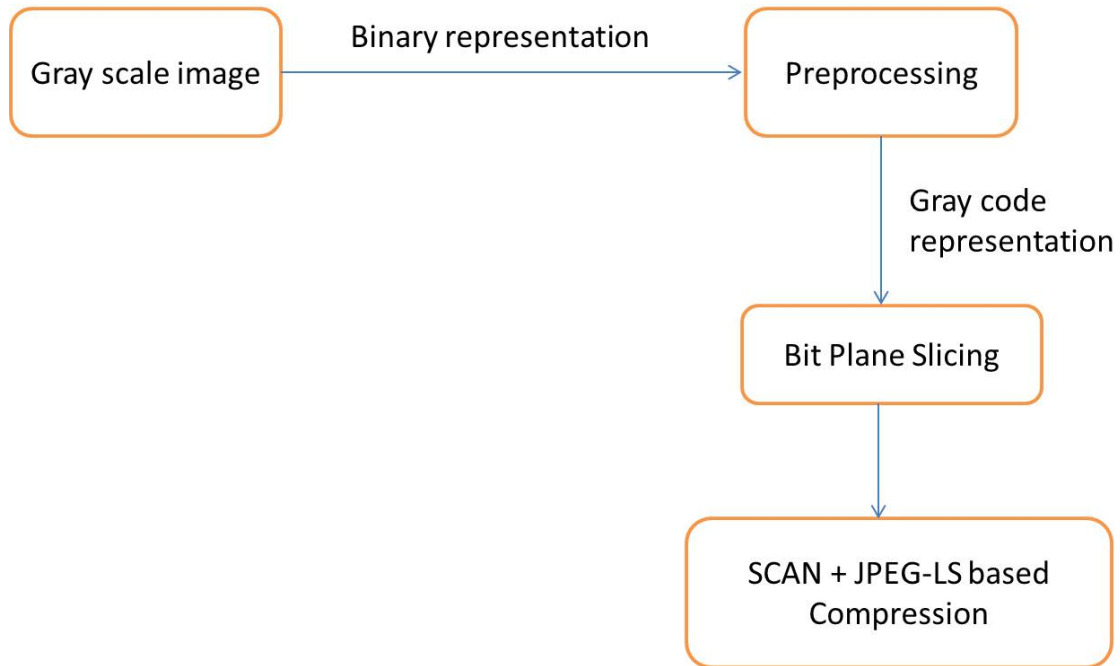 Gray scale image
Binary representation
Preprocessing
Gray code
representation
Bit Plane Slicing
SCAN + JPEG-LS based
Compression